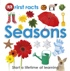 first facts
Seasons
Start a lifetime of learning